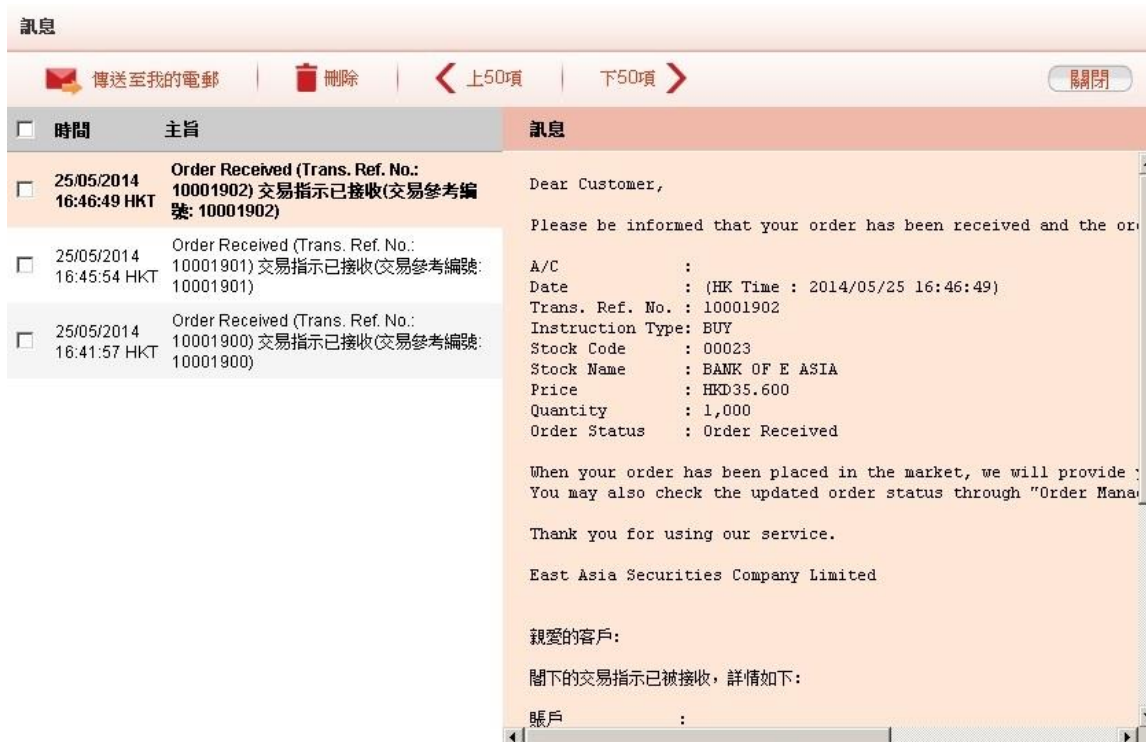 訊息
傳送至我的電郵
刪除
上50項
下50項
關閉
時間 主旨
25/05/2014
16:46:49 HKT
Order Received (Trans. Ref. No.:
10001902) 交易指示已接收(交易參考編
號: 10001902)
25/05/2014
16:45:54 HKT
Order Received (Trans. Ref. No.:
10001901) 交易指示已接收(交易參考編號:
10001901)
25/05/2014
16:41:57 HKT
Order Received (Trans. Ref. No.:
10001900) 交易指示已接收(交易參考編號:
10001900)
訊息
Dear Customer,
Please be informed that your order has been received and the
A/C :
Date : (HK Time : 2014/05/25 16:46:49)
Trans. Ref. No. : 10001902
Instruction Type: BUY
Stock Code : 00023
Stock Name : BANK OF E ASIA
Price : HKD35.600
Quantity : 1,000
Order Status : Order Received
When your order has been placed in the market, we will provide
You may also check the updated order status through "Order
Thank you for using our service.
East Asia Securities Company Limited
親愛的客戶:
閣下的交易指示已被接收，詳情如下:
賬戶 :